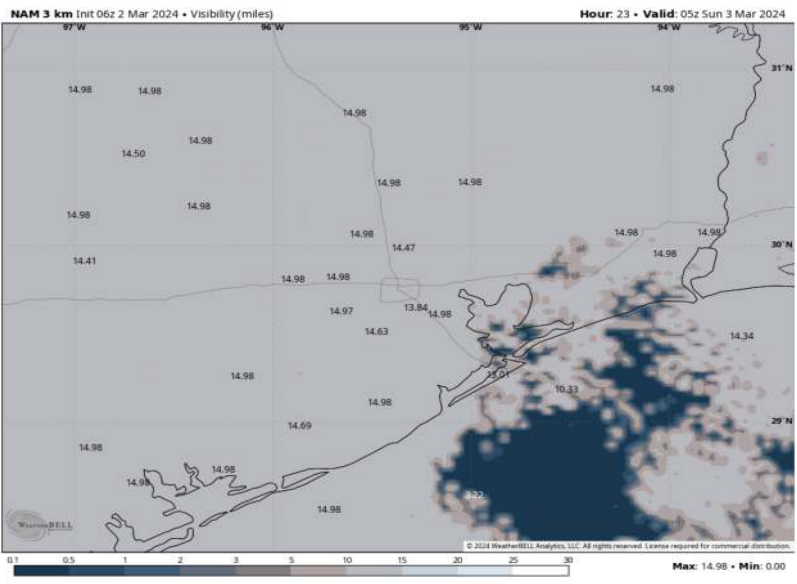 NAM 3 km Init 06z 2 Mar 2024 • Visibility (miles)
Hour: 23 • Valid: 05z Sun 3 Mar 2024
97°W 96°W 95°W 94°W
31°N
14.98 14.98 14.98
14.98
14.98
14.50
14.98 14.98
14.98
14.98
14.98 14.47 14.98 14.98
30°N
14.41 14.98
14.98 14.98
14.97 13.84 14.98
14.63 14.34
14.98 13.01
10.33
14.98
14.69 29°N
14.98
14.98 14.98
3.22
14.98
WeatherBELL
© 2024 WeatherBELL Analytics, LLC. All rights reserved. License required for commercial distribution.
0.1 0.5 1 2 3 5 10 15 20 25 30
Max: 14.98 • Min: 0.00